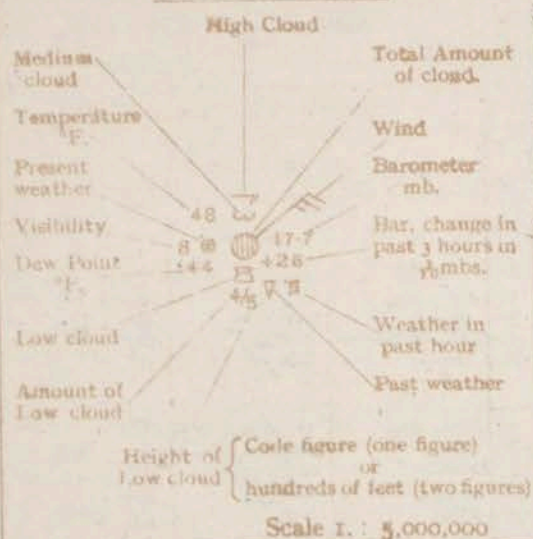 High Cloud
Medium
cloud
Total Amount
of cloud.
Temperature
°F.
Wind
Present
weather
Barometer
mb.
48
Visibility
8
17·7
Bar. change in
past 3 hours in
1/10 mbs.
Dew Point
°F.
44
+26
4/5
Low cloud
Weather in
past hour
Amount of
Low cloud
Past weather
Height of
Low cloud
Code figure (one figure)
or
hundreds of feet (two figures)
Scale 1. : 5,000,000